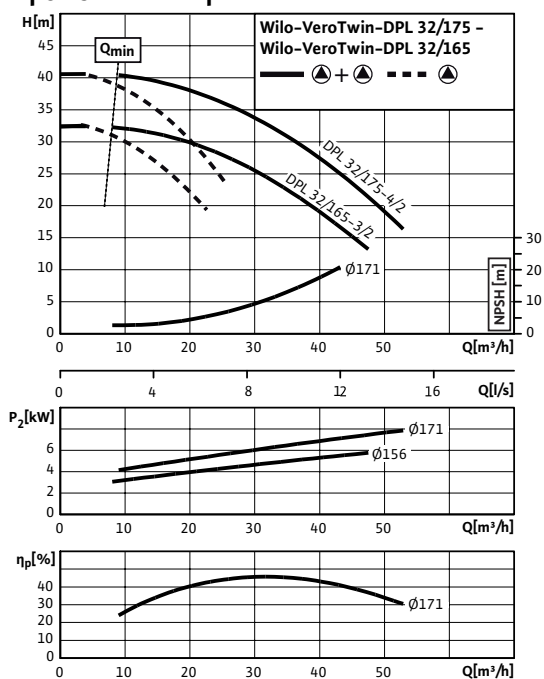 H[m]
Wilo-VeroTwin-DPL 32/175 –
Wilo-VeroTwin-DPL 32/165
+
Qmin
45
40
35
30
25
20
15
10
5
0
DPL 32/175-4/2
DPL 32/165-3/2
Ø171
30
20
10
0
NPSH [m]
0 10 20 30 40 50 Q[m³/h]
0 4 8 12 16 Q[l/s]
P2[kW]
6
4
2
0
Ø171
Ø156
0 10 20 30 40 50 Q[m³/h]
ηp[%]
40
30
20
10
0
Ø171
0 10 20 30 40 50 Q[m³/h]